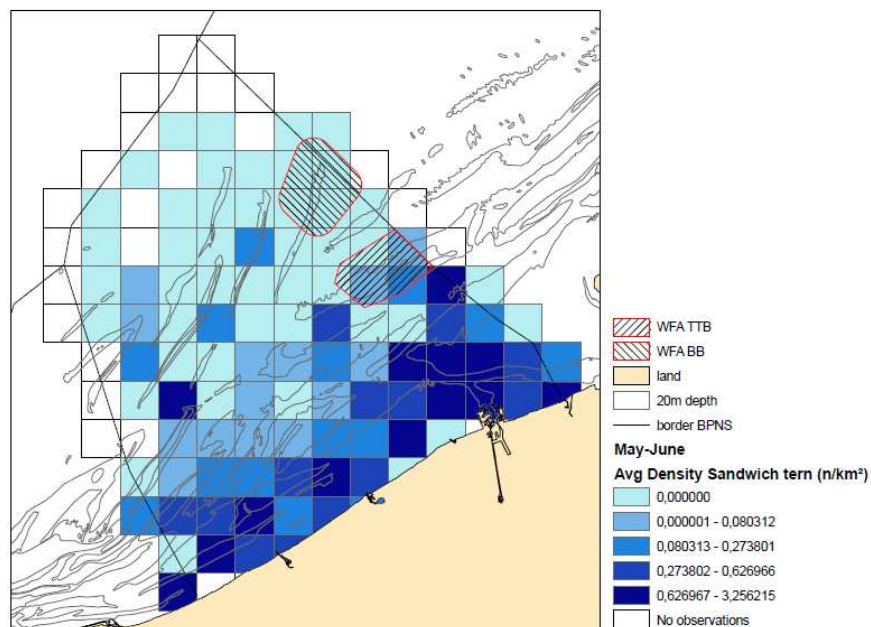 WFA TTB
WFA BB
land
20m depth
border BPNS
May-June
Avg Density Sandwich tern (n/km²)
0,000000
0,000001 - 0,080312
0,080313 - 0,273801
0,273802 - 0,626966
0,626967 - 3,256215
No observations